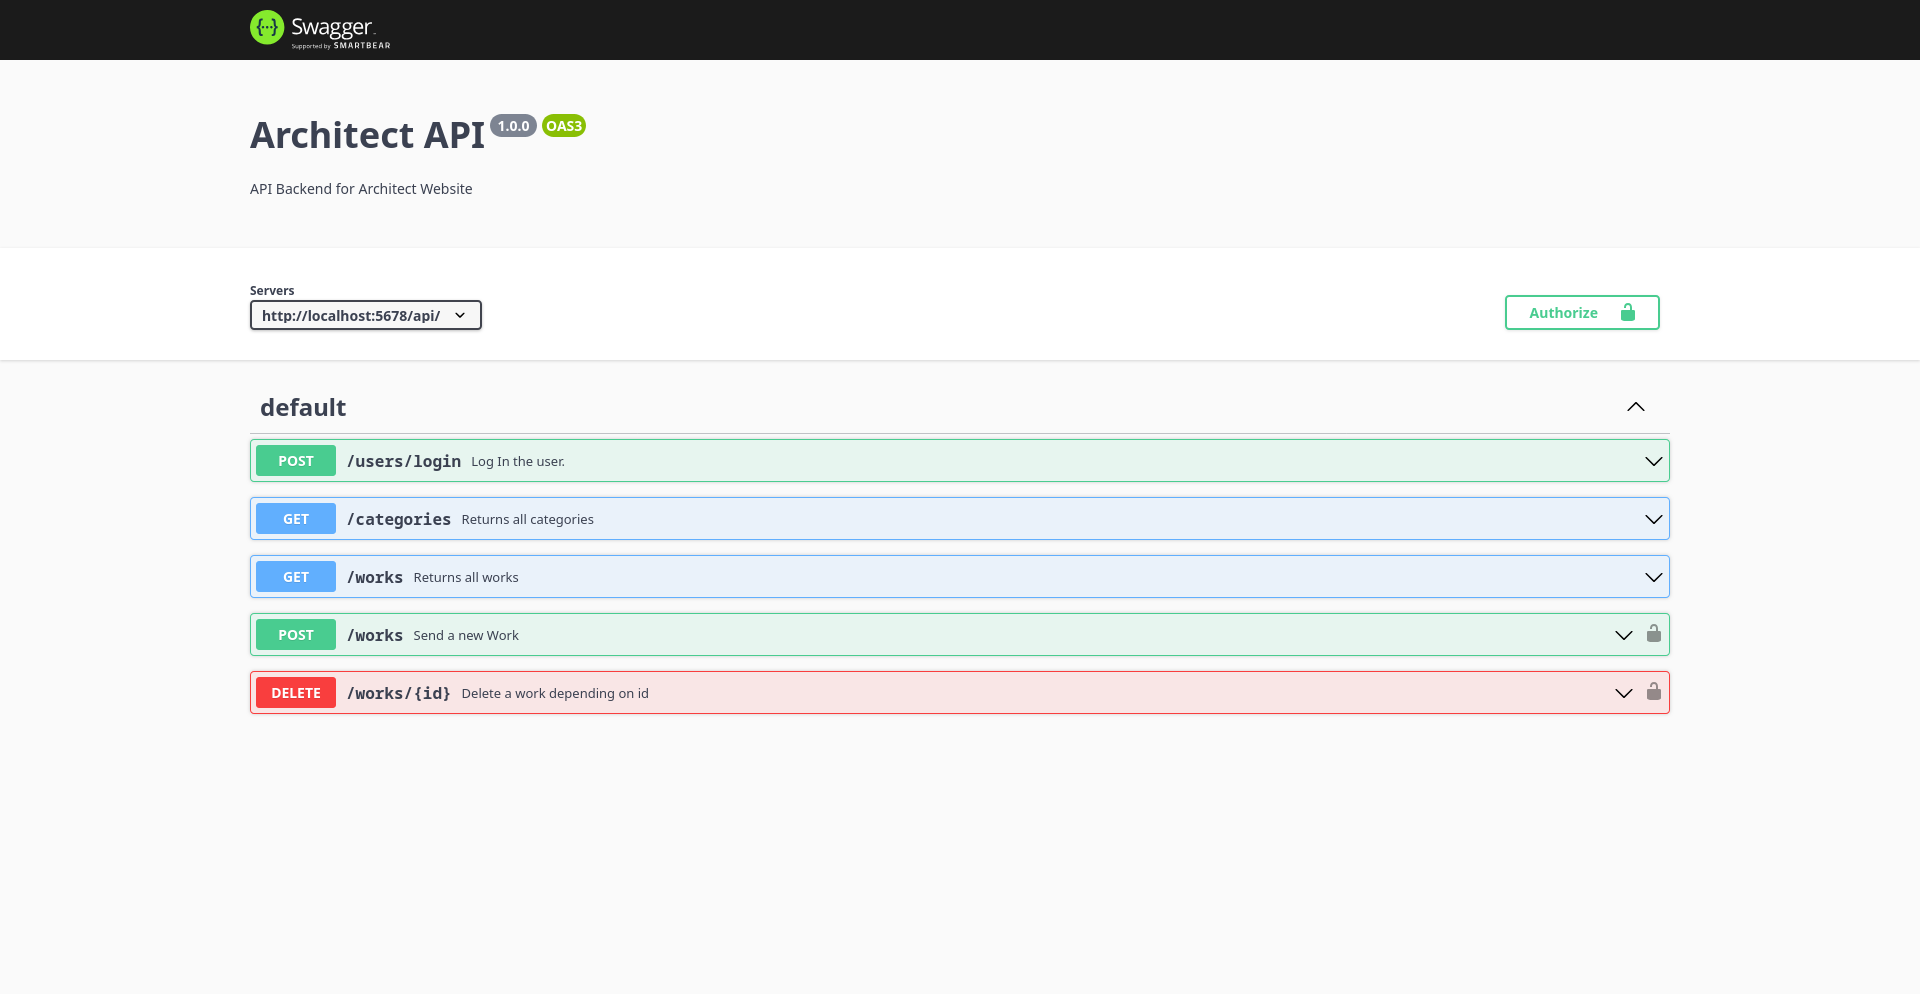 Swagger.
Supported by SMARTBEAR
Architect API 1.0.0 OAS3
API Backend for Architect Website
Servers
http://localhost:5678/api/
Authorize
default
POST /users/login Log In the user.
GET /categories Returns all categories
GET /works Returns all works
POST /works Send a new Work
DELETE /works/{id} Delete a work depending on id